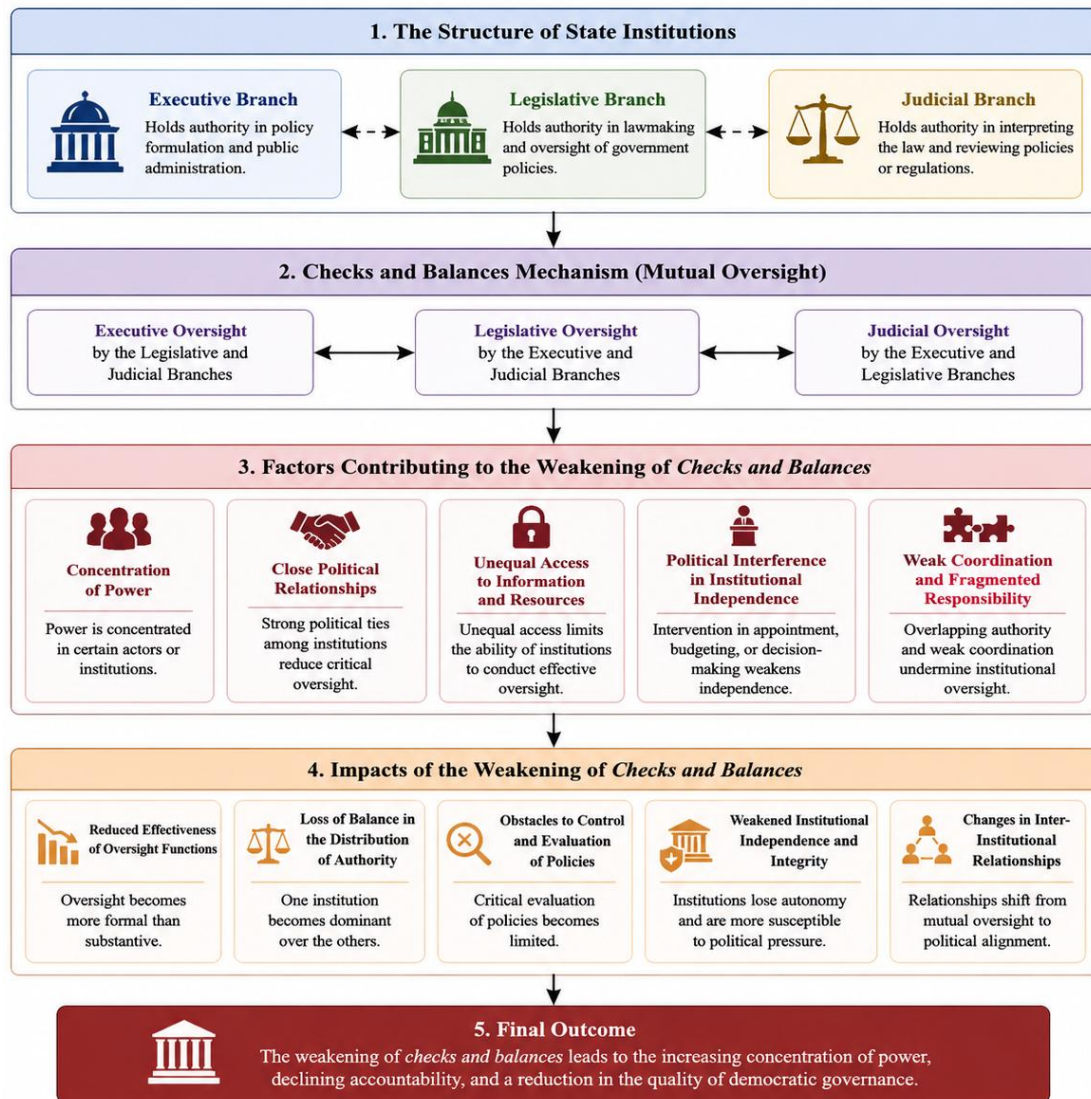 1. The Structure of State Institutions
Executive Branch
Holds authority in policy
formulation and public
administration.
Legislative Branch
Holds authority in lawmaking
and oversight of government
policies.
Judicial Branch
Holds authority in interpreting
the law and reviewing policies
or regulations.
2. Checks and Balances Mechanism (Mutual Oversight)
Executive Oversight
by the Legislative and
Judicial Branches
Legislative Oversight
by the Executive and
Judicial Branches
Judicial Oversight
by the Executive and
Legislative Branches
3. Factors Contributing to the Weakening of Checks and Balances
Concentration
of Power
Power is concentrated
in certain actors or
institutions.
Close Political
Relationships
Strong political ties
among institutions
reduce critical
oversight.
Unequal Access
to Information
and Resources
Unequal access limits
the ability of institutions
to conduct effective
oversight.
Political Interference
in Institutional
Independence
Intervention in appointment,
budgeting, or decision-
making weakens
independence.
Weak Coordination
and Fragmented
Responsibility
Overlapping authority
and weak coordination
undermine institutional
oversight.
4. Impacts of the Weakening of Checks and Balances
Reduced Effectiveness
of Oversight Functions
Oversight becomes
more formal than
substantive.
Loss of Balance in
the Distribution
of Authority
One institution
becomes dominant
over the others.
Obstacles to Control
and Evaluation
of Policies
Critical evaluation
of policies becomes
limited.
Weakened Institutional
Independence and
Integrity
Institutions lose autonomy
and are more susceptible
to political pressure.
Changes in Inter-
Institutional
Relationships
Relationships shift from
mutual oversight to
political alignment.
5. Final Outcome
The weakening of checks and balances leads to the increasing concentration of power,
declining accountability, and a reduction in the quality of democratic governance.